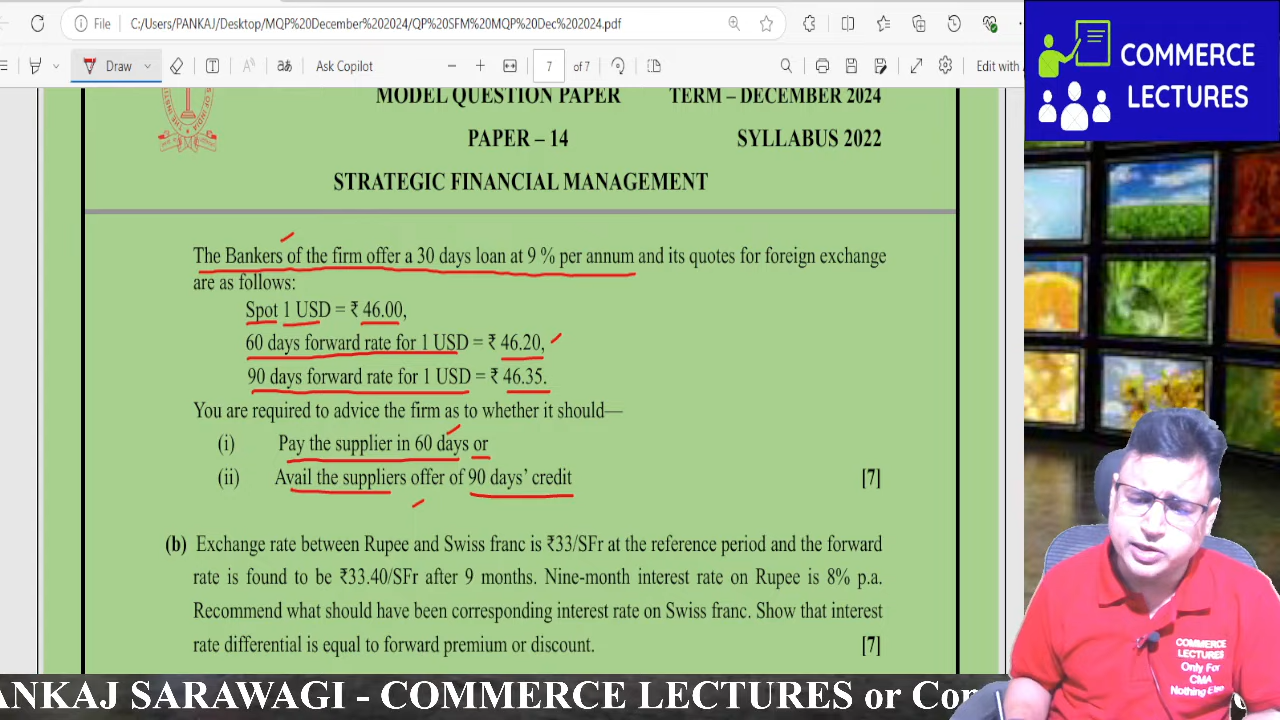 File
C:/Users/PANKAJ/Desktop/MQP%20December%202024/QP%20SFM%20MQP%20Dec%202024.pdf
Draw
Ask Copilot
7
of 7
Edit with
COMMERCE
LECTURES
MODEL QUESTION PAPER TERM – DECEMBER 2024
PAPER – 14 SYLLABUS 2022
STRATEGIC FINANCIAL MANAGEMENT
The Bankers of the firm offer a 30 days loan at 9 % per annum and its quotes for foreign exchange
are as follows:
Spot 1 USD = ₹ 46.00,
60 days forward rate for 1 USD = ₹ 46.20,
90 days forward rate for 1 USD = ₹ 46.35.
You are required to advice the firm as to whether it should—
(i) Pay the supplier in 60 days or
(ii) Avail the suppliers offer of 90 days’ credit [7]
(b) Exchange rate between Rupee and Swiss franc is ₹33/SFr at the reference period and the forward
rate is found to be ₹33.40/SFr after 9 months. Nine-month interest rate on Rupee is 8% p.a.
Recommend what should have been corresponding interest rate on Swiss franc. Show that interest
rate differential is equal to forward premium or discount. [7]
COMMERCE
LECTURES
Only For
CMA
Nothing Else
ANKAJ SARAWAGI - COMMERCE LECTURES or Con